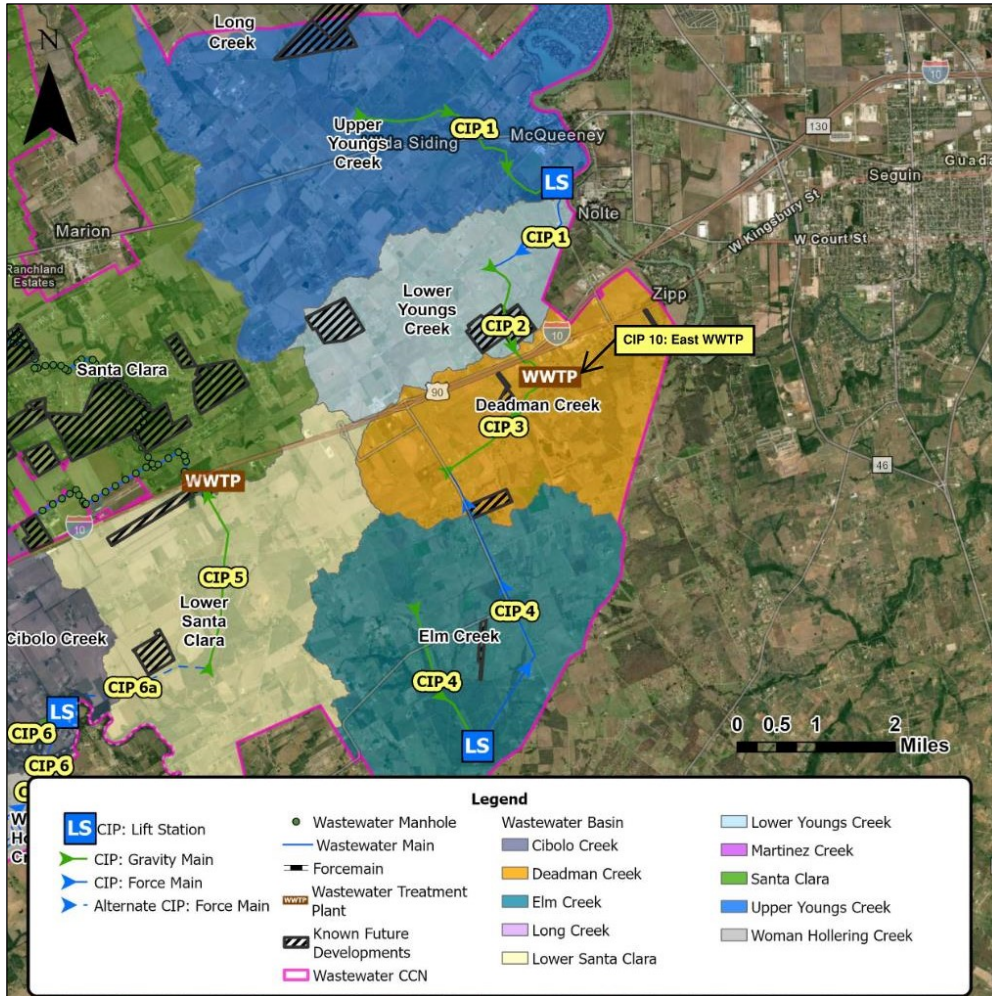 N
Long
Creek
Upper
Youngs
Creek
Siding
CIP 1
McQueeney
130
10
Seguin
LS
Nolte
W Kingsbury St
W Court St
Marion
CIP 1
Ranchland
Estates
Lower
Youngs
Creek
Zipp
CIP 2
10
CIP 10: East WWTP
Santa Clara
90
WWTP
Deadman Creek
CIP 3
46
WWTP
10
CIP 5
Lower
Santa
Clara
CIP 4
Cibolo Creek
Elm Creek
CIP 6a
CIP 4
LS
CIP 6
CIP 6
LS
0 0.5 1 2
Miles
Legend
LS CIP: Lift Station
CIP: Gravity Main
CIP: Force Main
Alternate CIP: Force Main
Wastewater Manhole
Wastewater Main
Forcemain
WWTP Wastewater Treatment
Plant
Known Future
Developments
Wastewater CCN
Wastewater Basin
Cibolo Creek
Deadman Creek
Elm Creek
Long Creek
Lower Santa Clara
Lower Youngs Creek
Martinez Creek
Santa Clara
Upper Youngs Creek
Woman Hollering Creek